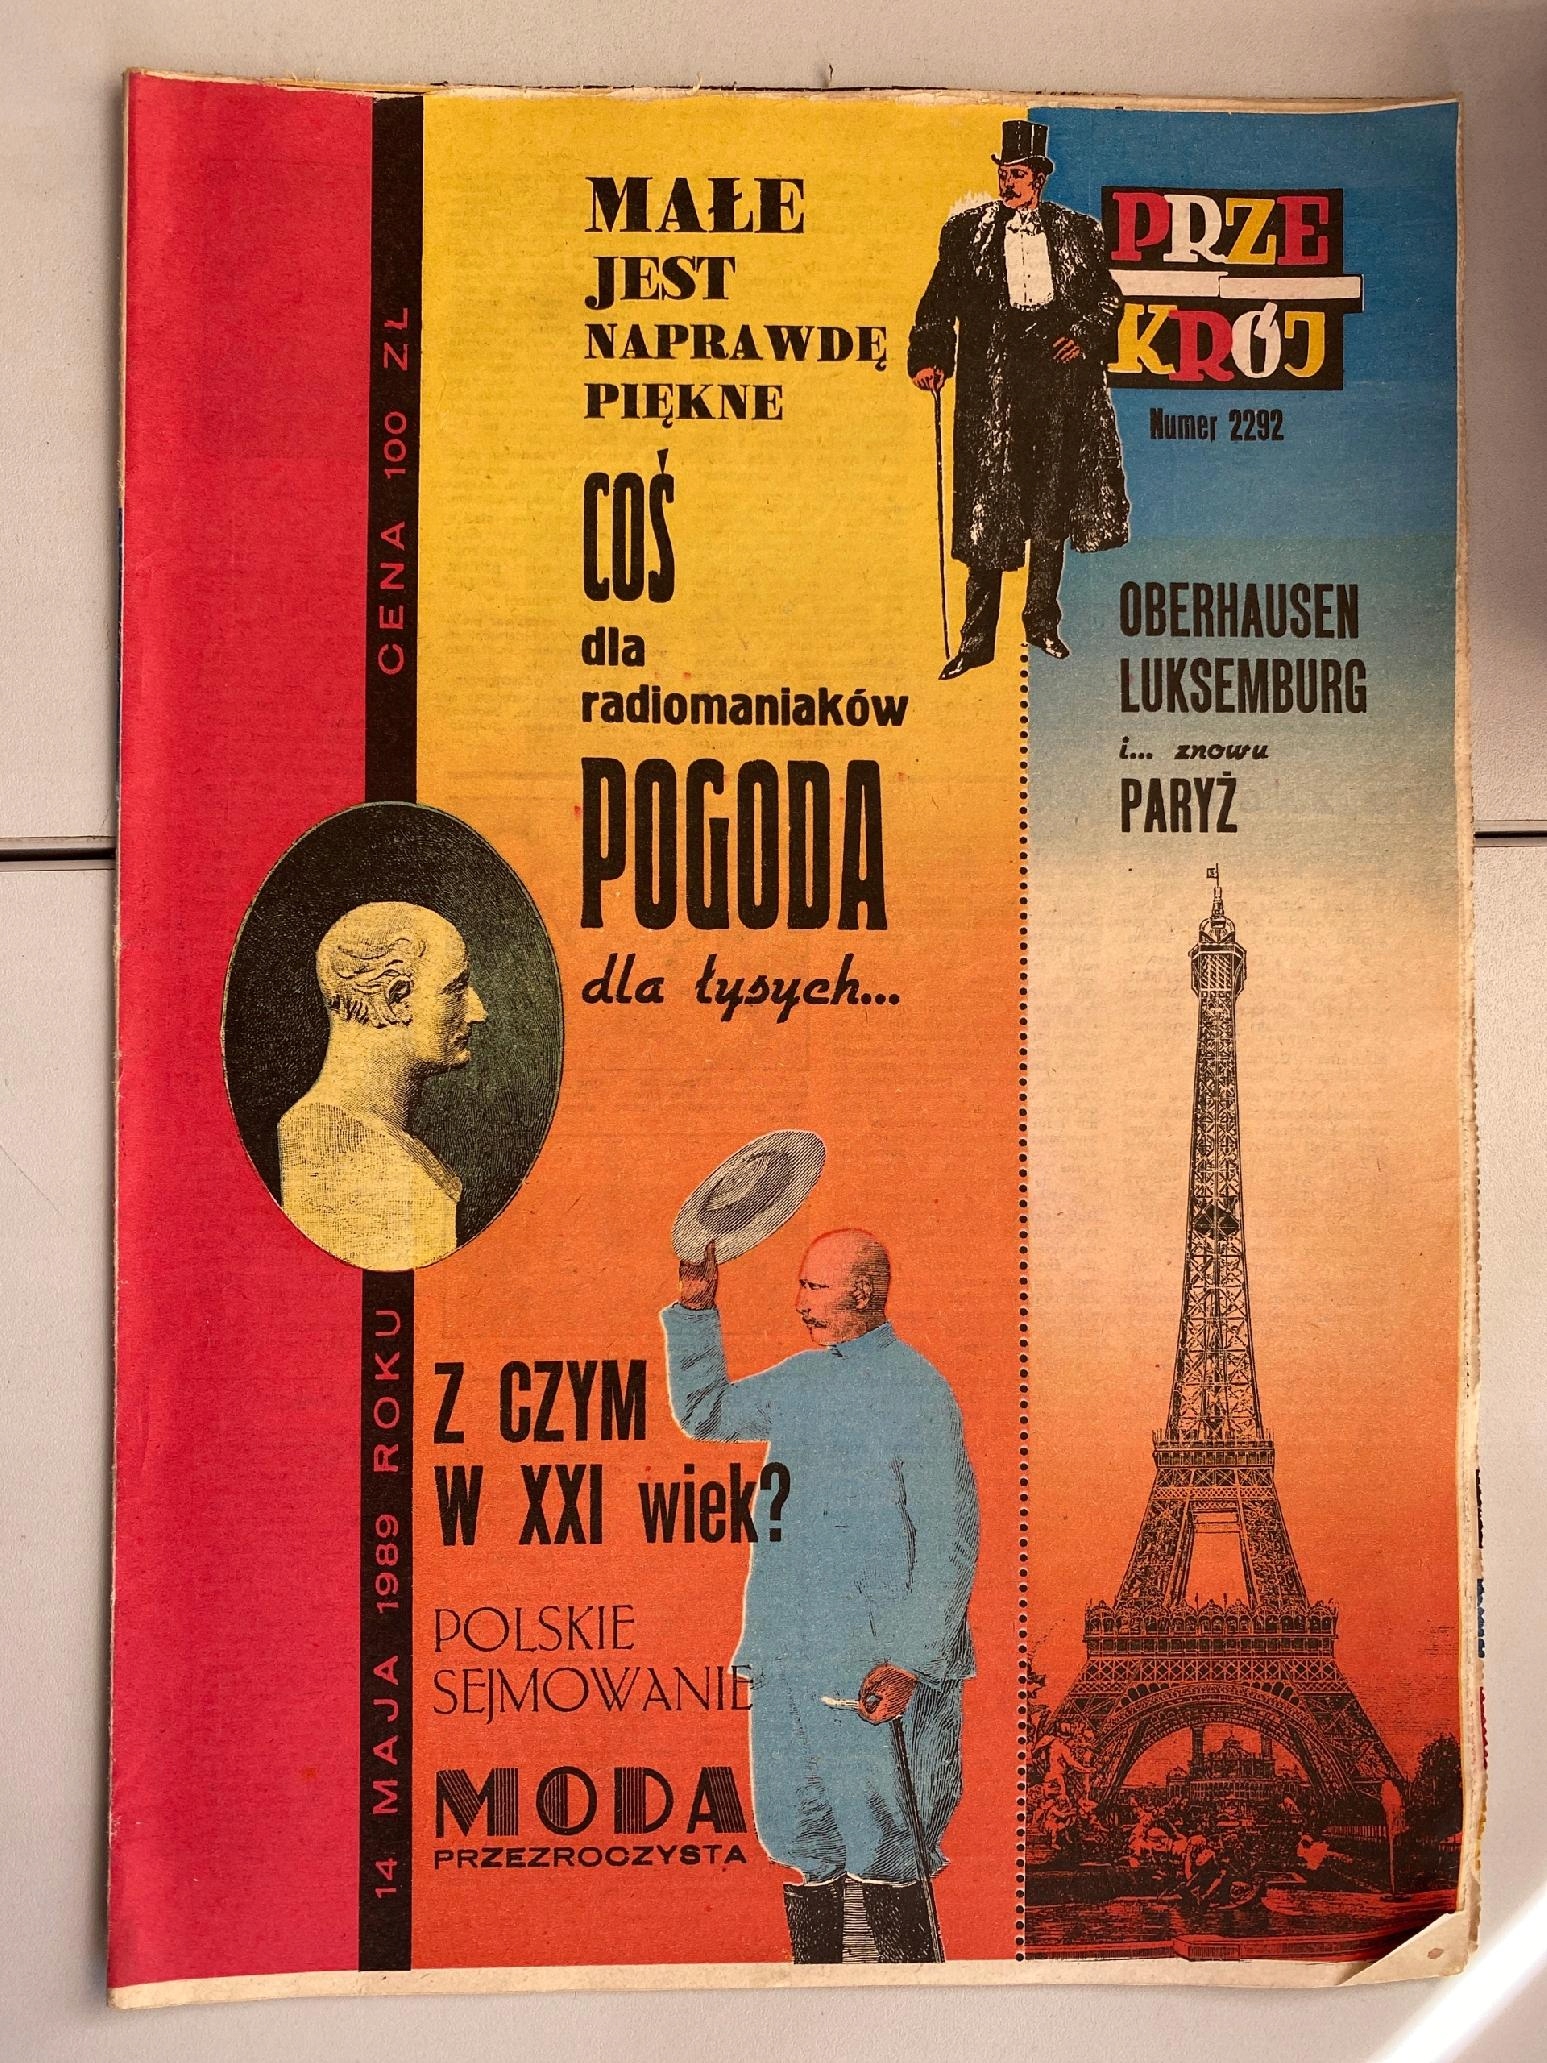 CENA 100 ZŁ
14 MAJA 1989 ROKU
MAŁE
JEST
NAPRAWDĘ
PIĘKNE
COŚ
dla
radiomaniaków
POGODA
dla łysych...
Z CZYM
W XXI wiek?
POLSKIE
SEJMOWANIE
MODA
PRZEZROCZYSTA
PRZE
KRÓJ
Numer 2292
OBERHAUSEN
LUKSEMBURG
i... znowu
PARYŻ